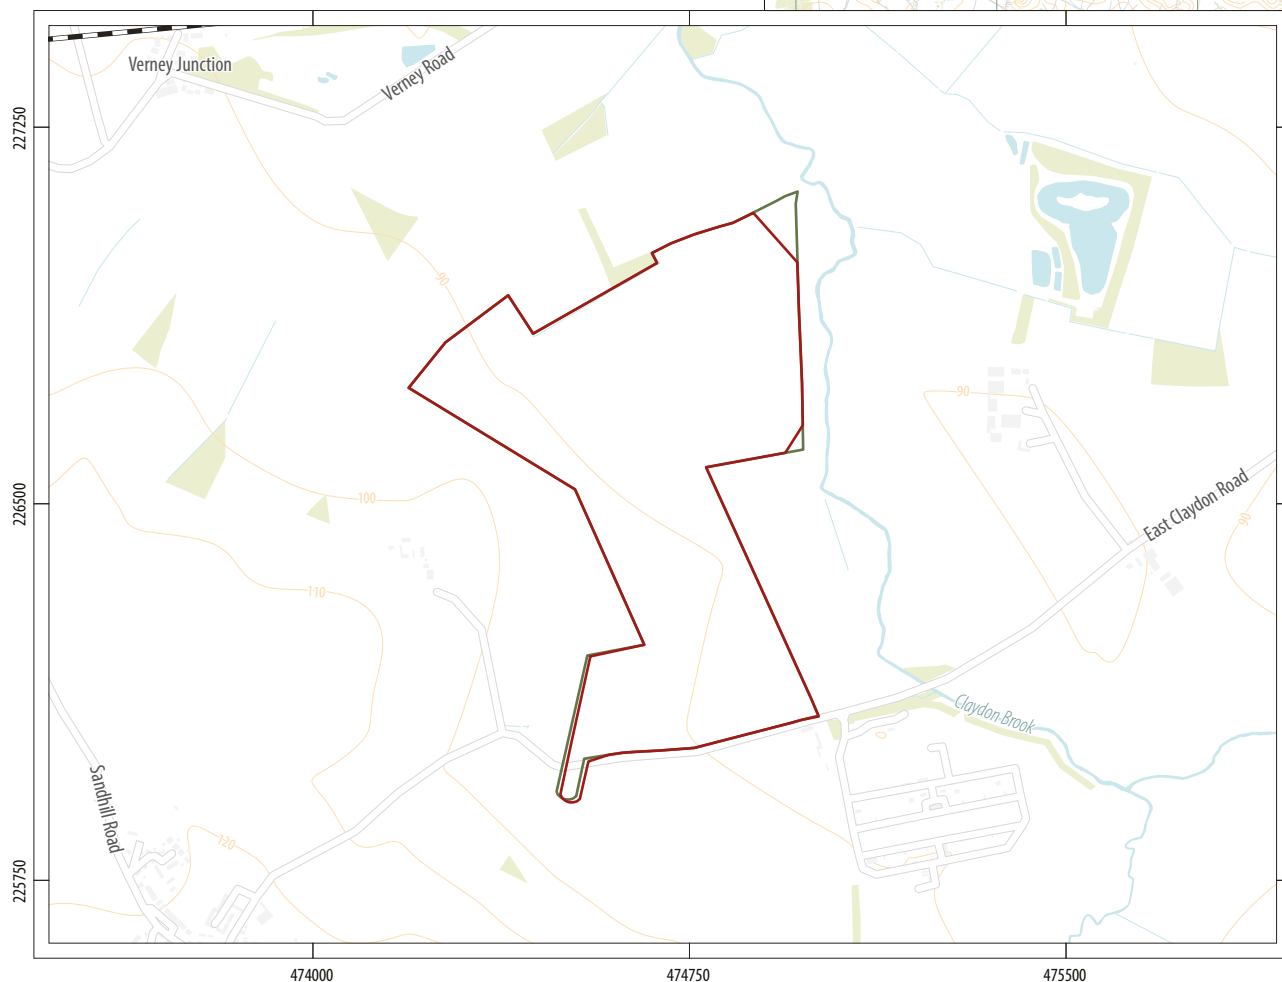 Verney Junction
Verney Road
227250
90
90
226500
100
East Claydon Road
90
110
Claydon Brook
Sandhill Road
120
225750
474000
474750
475500